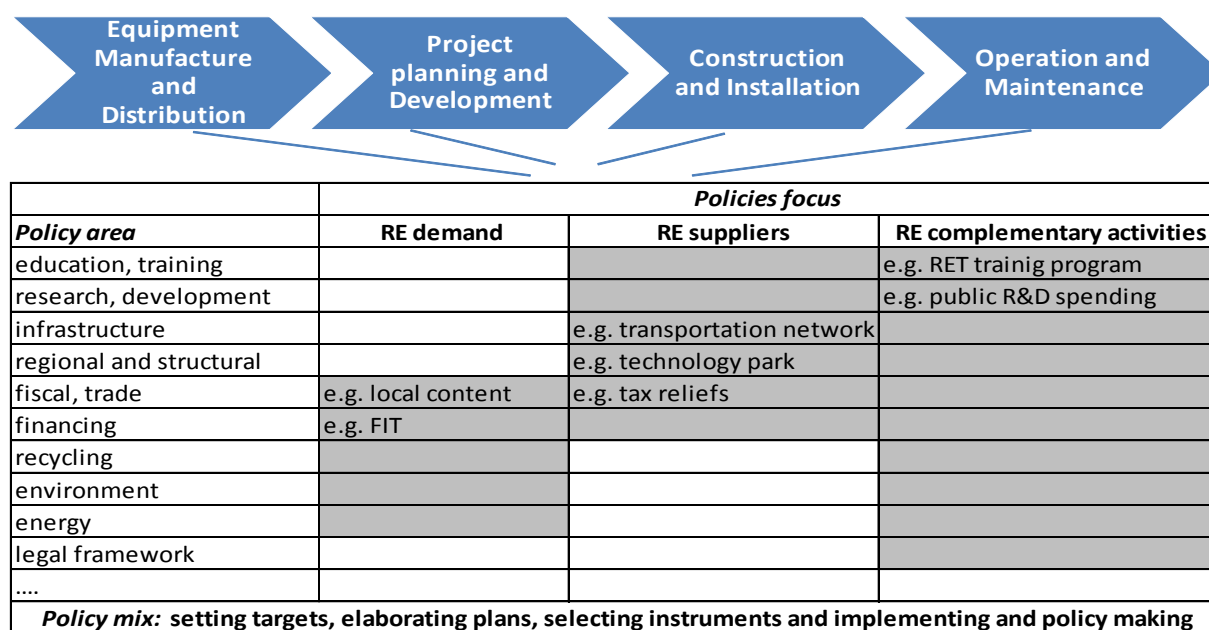 Equipment
Manufacture
and
Distribution
Project
planning and
Development
Construction
and Installation
Operation and
Maintenance
Policies focus
Policy area RE demand RE suppliers RE complementary activities
education, training e.g. RET trainig program
research, development e.g. public R&D spending
infrastructure e.g. transportation network
regional and structural e.g. technology park
fiscal, trade e.g. local content e.g. tax reliefs
financing e.g. FIT
recycling
environment
energy
legal framework
....
Policy mix: setting targets, elaborating plans, selecting instruments and implementing and policy making